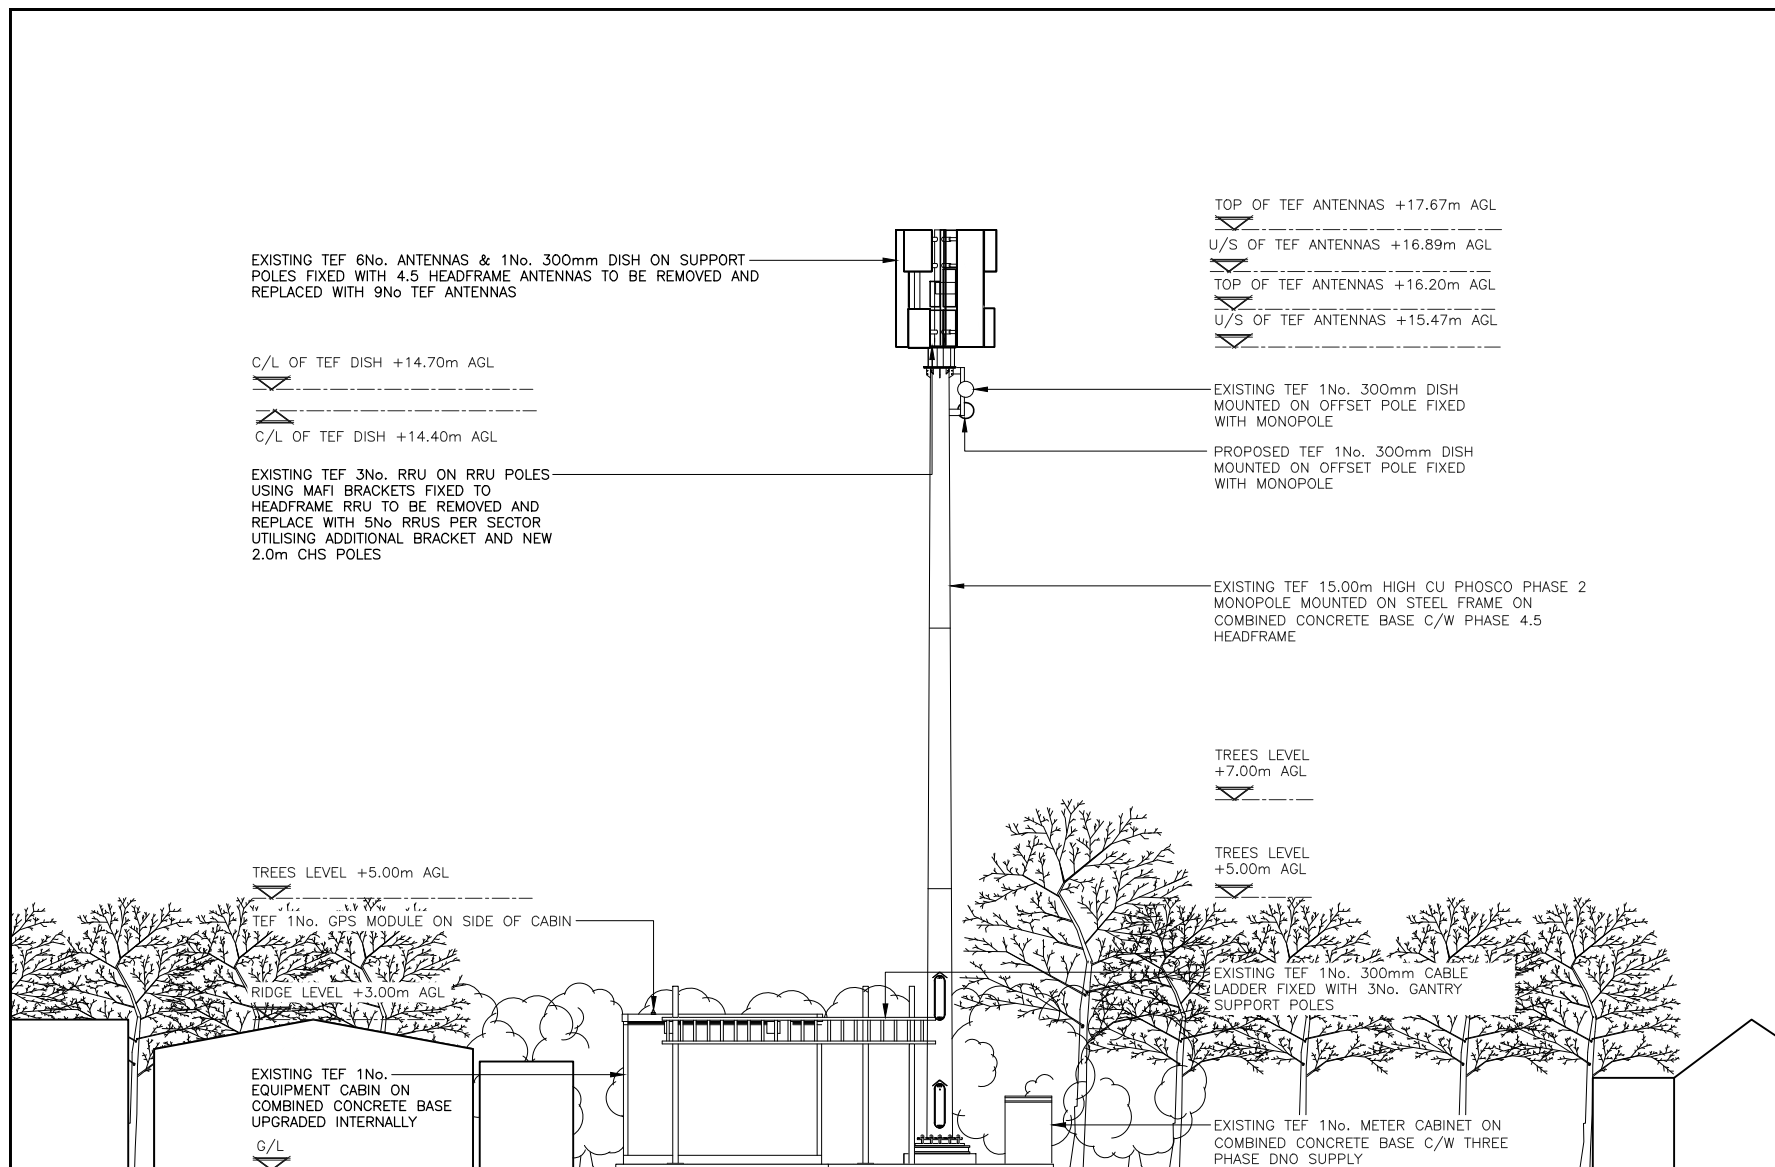 EXISTING TEF 6No. ANTENNAS & 1No. 300mm DISH ON SUPPORT
POLES FIXED WITH 4.5 HEADFRAME ANTENNAS TO BE REMOVED AND
REPLACED WITH 9No TEF ANTENNAS
C/L OF TEF DISH +14.70m AGL
C/L OF TEF DISH +14.40m AGL
EXISTING TEF 3No. RRU ON RRU POLES
USING MAFI BRACKETS FIXED TO
HEADFRAME RRU TO BE REMOVED AND
REPLACE WITH 5No RRUS PER SECTOR
UTILISING ADDITIONAL BRACKET AND NEW
2.0m CHS POLES
TREES LEVEL +5.00m AGL
TEF 1No. GPS MODULE ON SIDE OF CABIN
RIDGE LEVEL +3.00m AGL
EXISTING TEF 1No.
EQUIPMENT CABIN ON
COMBINED CONCRETE BASE
UPGRADED INTERNALLY
G/L
TOP OF TEF ANTENNAS +17.67m AGL
U/S OF TEF ANTENNAS +16.89m AGL
TOP OF TEF ANTENNAS +16.20m AGL
U/S OF TEF ANTENNAS +15.47m AGL
EXISTING TEF 1No. 300mm DISH
MOUNTED ON OFFSET POLE FIXED
WITH MONOPOLE
PROPOSED TEF 1No. 300mm DISH
MOUNTED ON OFFSET POLE FIXED
WITH MONOPOLE
EXISTING TEF 15.00m HIGH CU PHOSCO PHASE 2
MONOPOLE MOUNTED ON STEEL FRAME ON
COMBINED CONCRETE BASE C/W PHASE 4.5
HEADFRAME
TREES LEVEL
+7.00m AGL
TREES LEVEL
+5.00m AGL
EXISTING TEF 1No. 300mm CABLE
LADDER FIXED WITH 3No. GANTRY
SUPPORT POLES
EXISTING TEF 1No. METER CABINET ON
COMBINED CONCRETE BASE C/W THREE
PHASE DNO SUPPLY